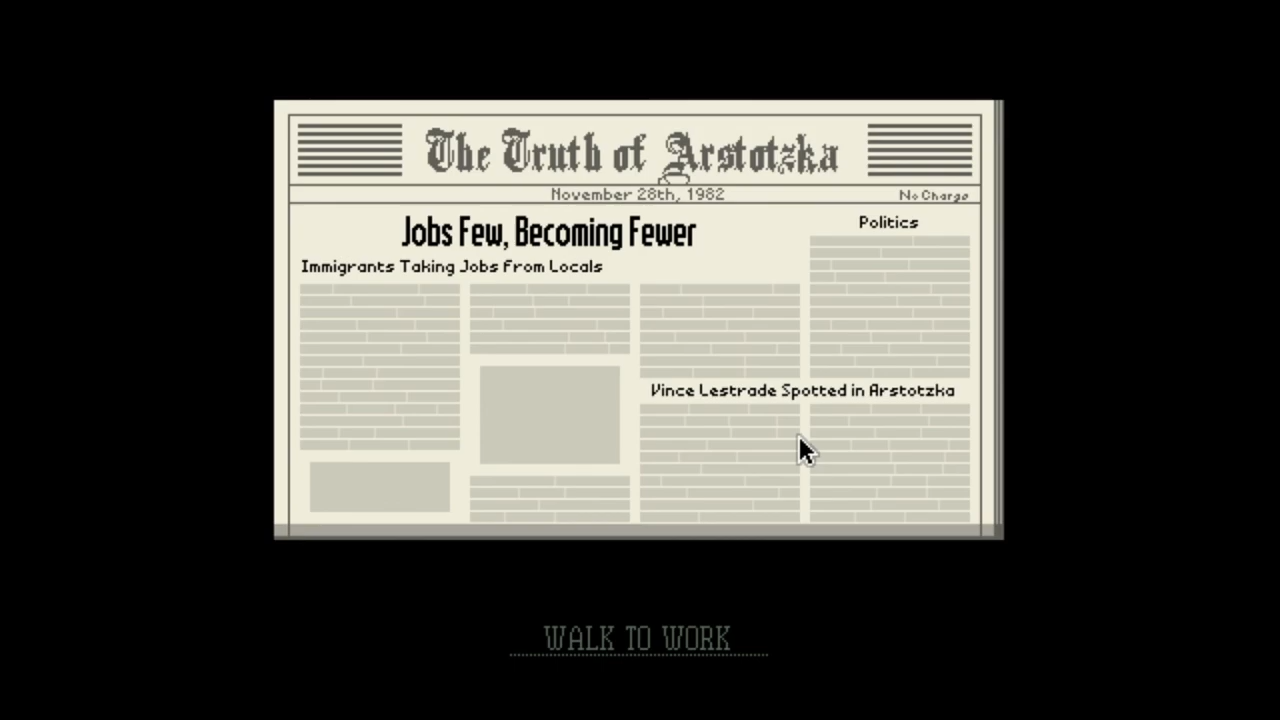 The Truth of Arstotzka
November 28th, 1982
No Charge
Jobs Few, Becoming Fewer
Immigrants Taking Jobs From Locals
Politics
Vince Lestrade Spotted in Arstotzka
WALK TO WORK